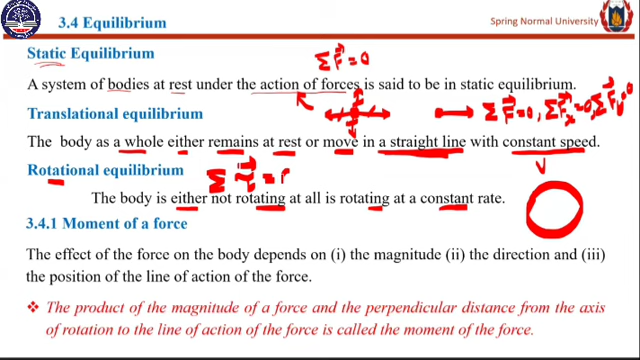 3.4 Equilibrium
Spring Normal University
Static Equilibrium
Σ F = 0
A system of bodies at rest under the action of forces is said to be in static equilibrium.
Translational equilibrium
Σ F = 0, Σ Fx = 0, Σ Fy = 0
The body as a whole either remains at rest or move in a straight line with constant speed.
Rotational equilibrium
The body is either not rotating at all is rotating at a constant rate.
3.4.1 Moment of a force
The effect of the force on the body depends on (i) the magnitude (ii) the direction and (iii)
the position of the line of action of the force.
❖ The product of the magnitude of a force and the perpendicular distance from the axis
of rotation to the line of action of the force is called the moment of the force.